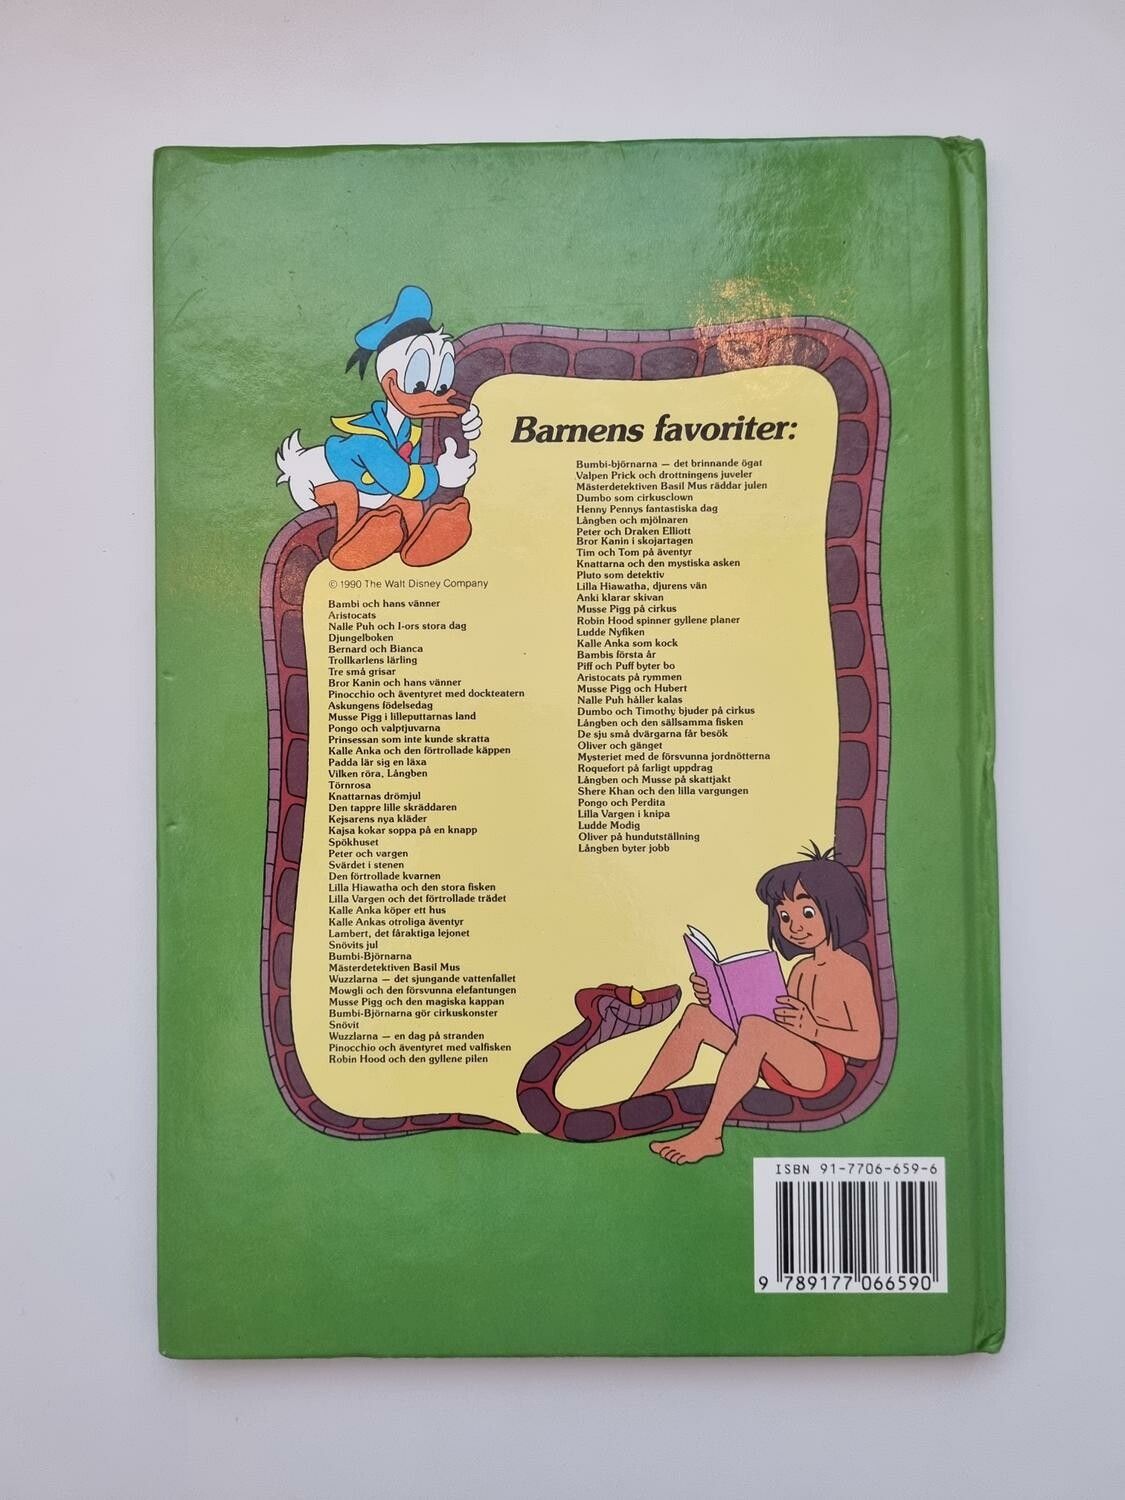 Barnens favoriter:
© 1990 The Walt Disney Company
Bambi och hans vänner
Aristocats
Nalle Puh och I-ors stora dag
Djungelboken
Bernard och Bianca
Trollkarlens lärling
Tre små grisar
Bror Kanin och hans vänner
Pinocchio och äventyret med dockteatern
Askungens födelsedag
Musse Pigg i lilleputtarnas land
Pongo och valptjuvarna
Prinsessan som inte kunde skratta
Kalle Anka och den förtrollade käppen
Padda lär sig en läxa
Vilken röra, Långben
Törnrosa
Knattarnas drömjul
Den tappre lille skräddaren
Kejsarens nya kläder
Kajsa kokar soppa på en knapp
Spökhuset
Peter och vargen
Svärdet i stenen
Den förtrollade kvarnen
Lilla Hiawatha och den stora fisken
Lilla Vargen och det förtrollade trädet
Kalle Anka köper ett hus
Kalle Ankas otroliga äventyr
Lambert, det fåraktiga lejonet
Snövits jul
Bumbi-Björnarna
Mästerdetektiven Basil Mus
Wuzzlarna — det sjungande vattenfallet
Mowgli och den försvunna elefantungen
Musse Pigg och den magiska kappan
Bumbi-Björnarna gör cirkuskonster
Snövit
Wuzzlarna — en dag på stranden
Pinocchio och äventyret med valfisken
Robin Hood och den gyllene pilen
Bumbi-björnarna — det brinnande ögat
Valpen Prick och drottningens juveler
Mästerdetektiven Basil Mus räddar julen
Dumbo som cirkusclown
Henny Pennys fantastiska dag
Långben och mjölnaren
Peter och Draken Elliott
Bror Kanin i skojartagen
Tim och Tom på äventyr
Knattarna och den mystiska asken
Pluto som detektiv
Lilla Hiawatha, djurens vän
Anki klarar skivan
Musse Pigg på cirkus
Robin Hood spinner gyllene planer
Ludde Nyfiken
Kalle Anka som kock
Bambis första år
Piff och Puff byter bo
Aristocats på rymmen
Musse Pigg och Hubert
Nalle Puh håller kalas
Dumbo och Timothy bjuder på cirkus
Långben och den sällsamma fisken
De sju små dvärgarna får besök
Oliver och gänget
Mysteriet med de försvunna jordnötterna
Roquefort på farligt uppdrag
Långben och Musse på skattjakt
Shere Khan och den lilla vargungen
Pongo och Perdita
Lilla Vargen i knipa
Ludde Modig
Oliver på hundutställning
Långben byter jobb
ISBN 91-7706-659-6
9 789177 066590